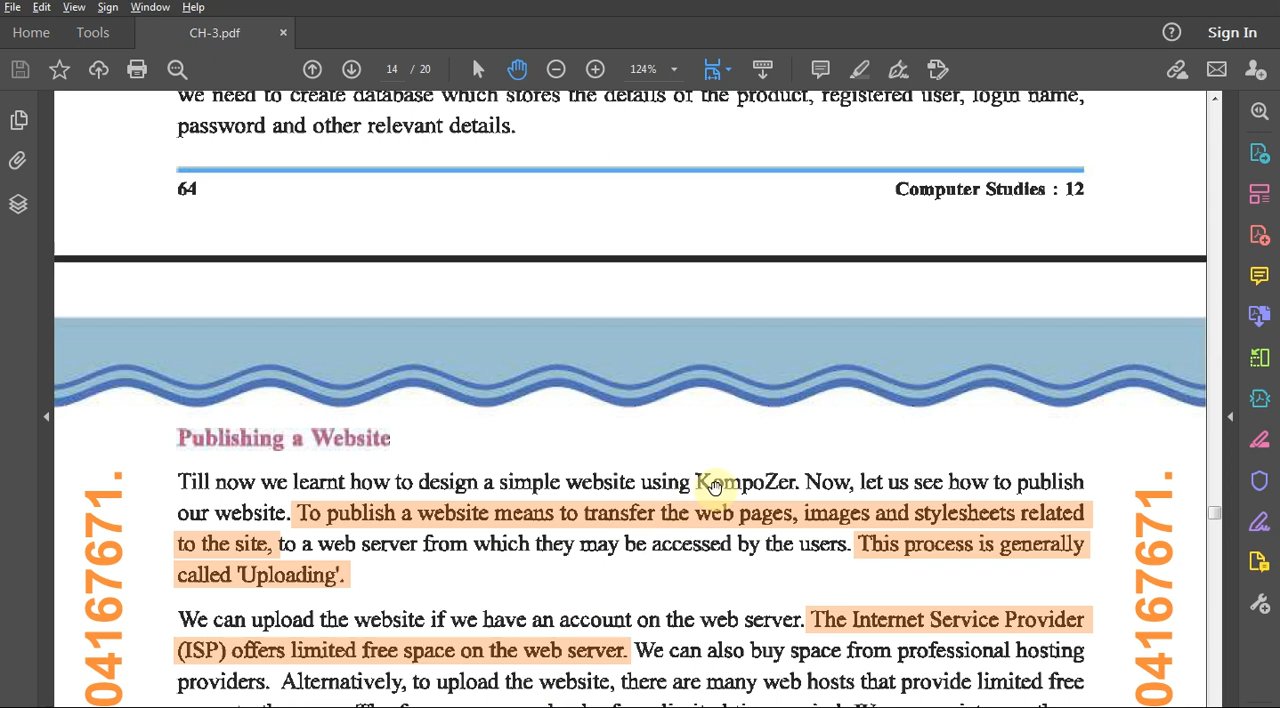 File Edit View Sign Window Help
Home Tools CH-3.pdf × ? Sign In
14 / 20 124%
we need to create database which stores the details of the product, registered user, login name,
password and other relevant details.
64 Computer Studies : 12
Publishing a Website
Till now we learnt how to design a simple website using KompoZer. Now, let us see how to publish
our website. To publish a website means to transfer the web pages, images and stylesheets related
to the site, to a web server from which they may be accessed by the users. This process is generally
called 'Uploading'.
We can upload the website if we have an account on the web server. The Internet Service Provider
(ISP) offers limited free space on the web server. We can also buy space from professional hosting
providers. Alternatively, to upload the website, there are many web hosts that provide limited free
0416767​1.
0416767​1.